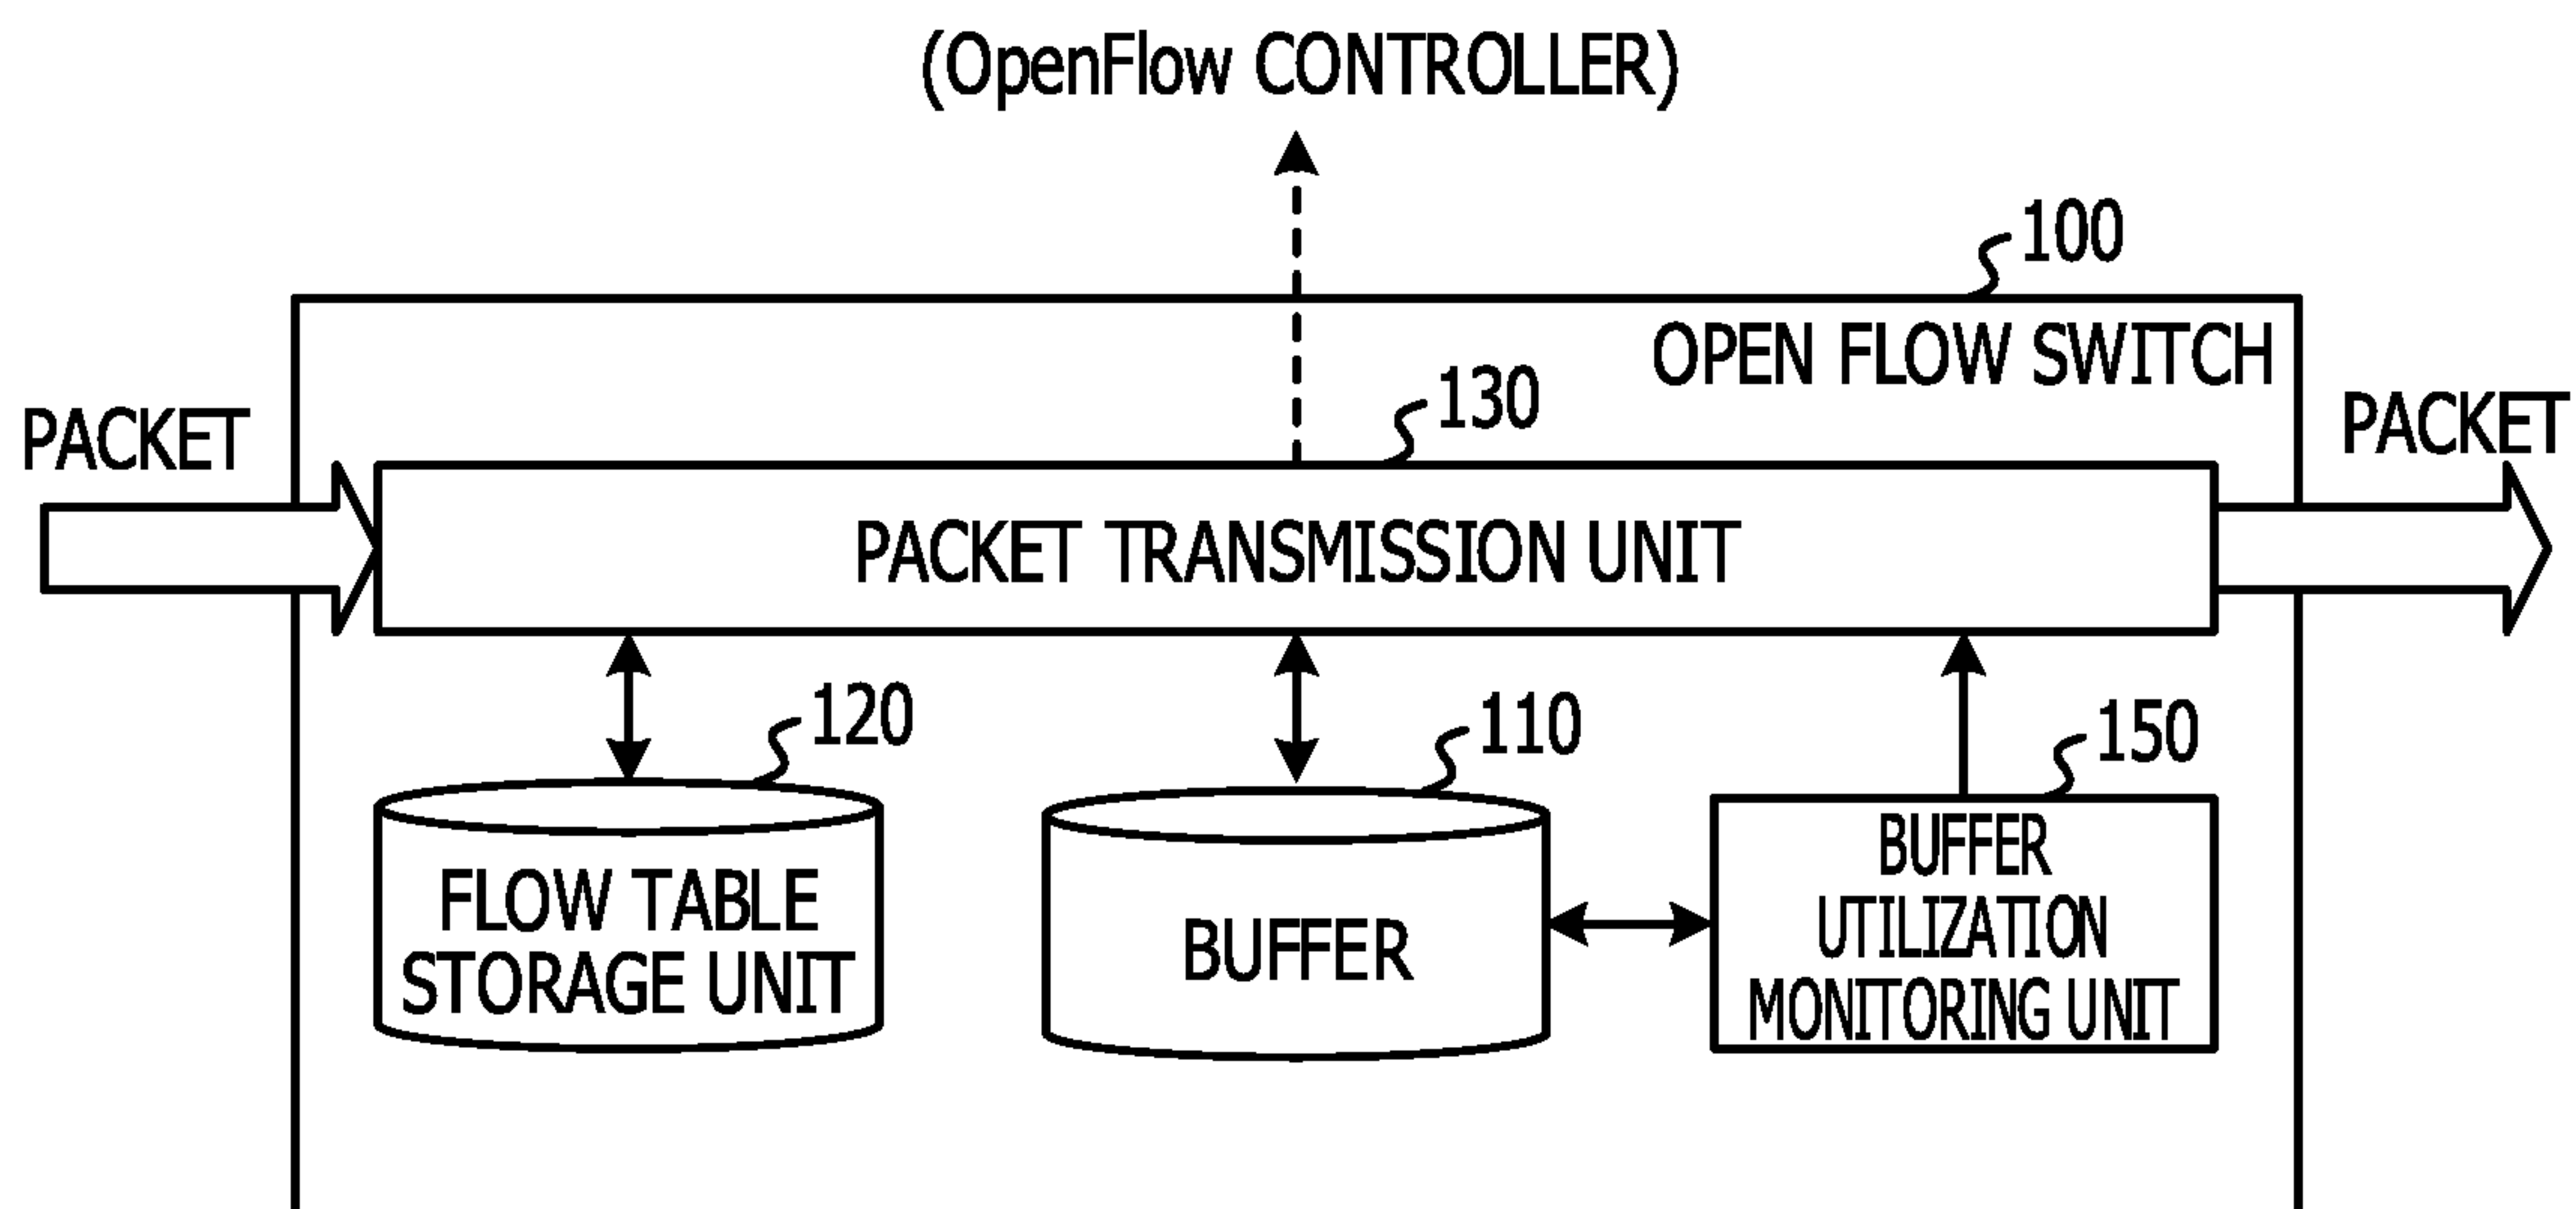 (OpenFlow CONTROLLER)
100
OPEN FLOW SWITCH
130
PACKET
PACKET
PACKET TRANSMISSION UNIT
120
110
150
FLOW TABLE
STORAGE UNIT
BUFFER
BUFFER
UTILIZATION
MONITORING UNIT